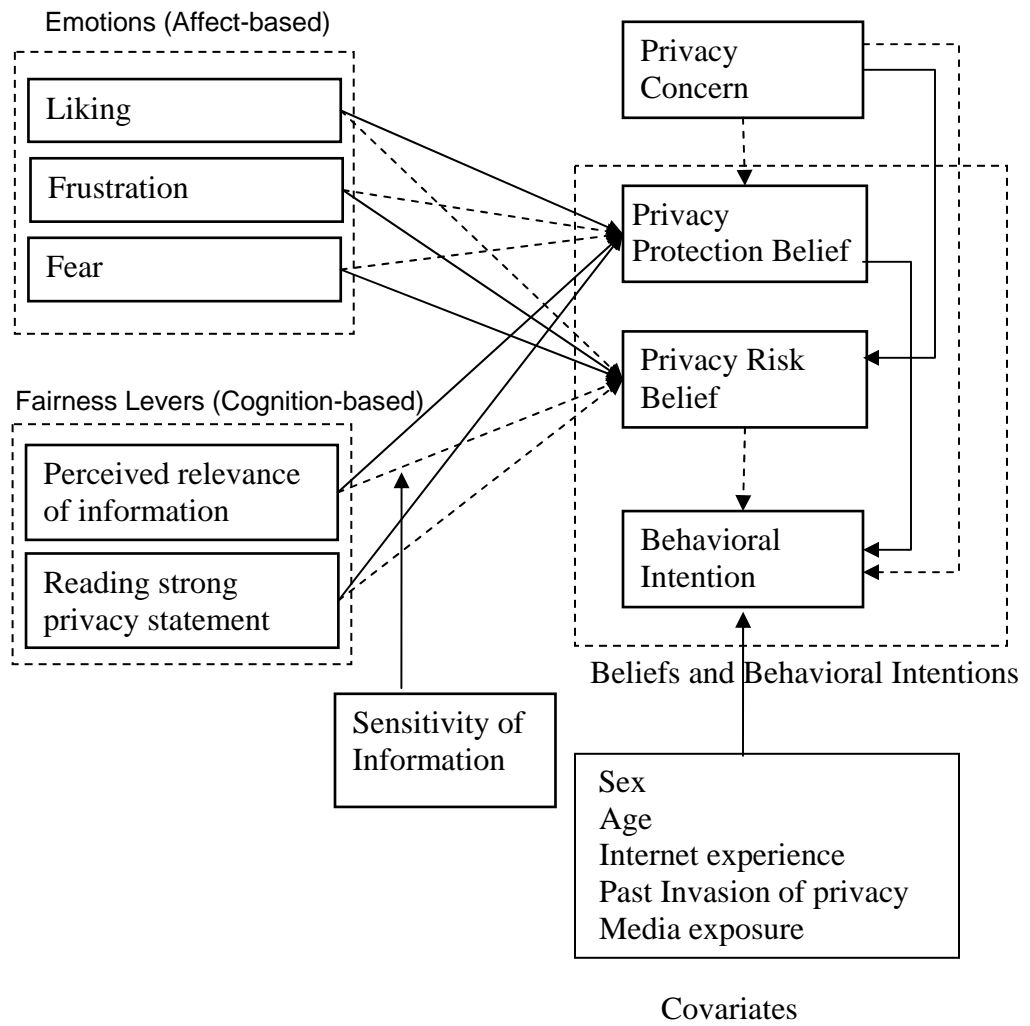 Emotions (Affect-based)
Liking
Frustration
Fear
Fairness Levers (Cognition-based)
Perceived relevance
of information
Reading strong
privacy statement
Sensitivity of
Information
Privacy
Concern
Privacy
Protection Belief
Privacy Risk
Belief
Behavioral
Intention
Beliefs and Behavioral Intentions
Sex
Age
Internet experience
Past Invasion of privacy
Media exposure
Covariates